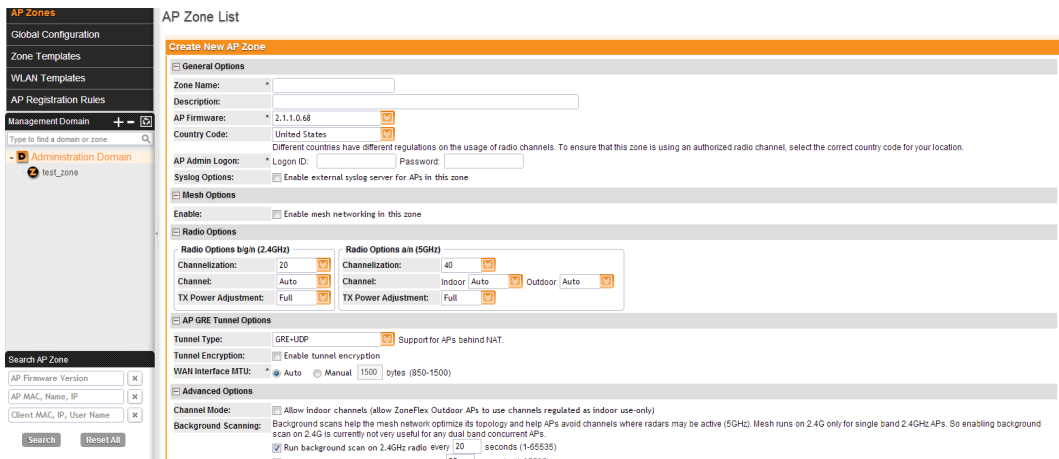 AP Zones
Global Configuration
Zone Templates
WLAN Templates
AP Registration Rules
Management Domain
Type to find a domain or zone
D Administration Domain
Z test_zone
Search AP Zone
AP Firmware Version
AP MAC, Name, IP
Client MAC, IP, User Name
Search Reset All
AP Zone List
Create New AP Zone
General Options
Zone Name: *
Description:
AP Firmware: * 2.1.1.0.68
Country Code: United States
Different countries have different regulations on the usage of radio channels. To ensure that this zone is using an authorized radio channel, select the correct country code for your location.
AP Admin Logon: * Logon ID: Password:
Syslog Options: Enable external syslog server for APs in this zone
Mesh Options
Enable: Enable mesh networking in this zone
Radio Options
Radio Options b/g/n (2.4GHz)
Channelization: 20
Channel: Auto
TX Power Adjustment: Full
Radio Options a/n (5GHz)
Channelization: 40
Channel: Indoor Auto Outdoor Auto
TX Power Adjustment: Full
AP GRE Tunnel Options
Tunnel Type: GRE+UDP Support for APs behind NAT.
Tunnel Encryption: Enable tunnel encryption
WAN Interface MTU: * Auto Manual 1500 bytes (850-1500)
Advanced Options
Channel Mode: Allow indoor channels (allow ZoneFlex Outdoor APs to use channels regulated as indoor use-only)
Background Scanning: Background scans help the mesh network optimize its topology and help APs avoid channels where radars may be active (5GHz). Mesh runs on 2.4G only for single band 2.4GHz APs. So enabling background
scan on 2.4G is currently not very useful for any dual band concurrent APs.
Run background scan on 2.4GHz radio every 20 seconds (1-65535)